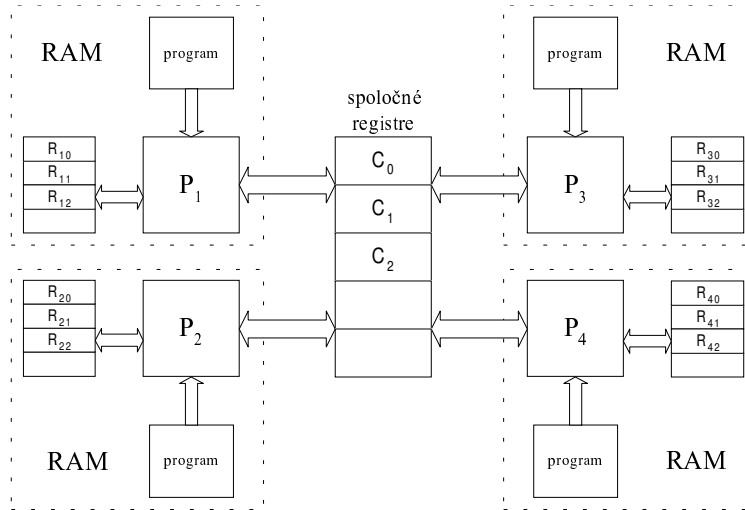 RAM
program
R10
R11
R12
P1
spoločné
registre
C0
C1
C2
program
RAM
P3
R30
R31
R32
R20
R21
R22
P2
RAM
program
P4
R40
R41
R42
program
RAM